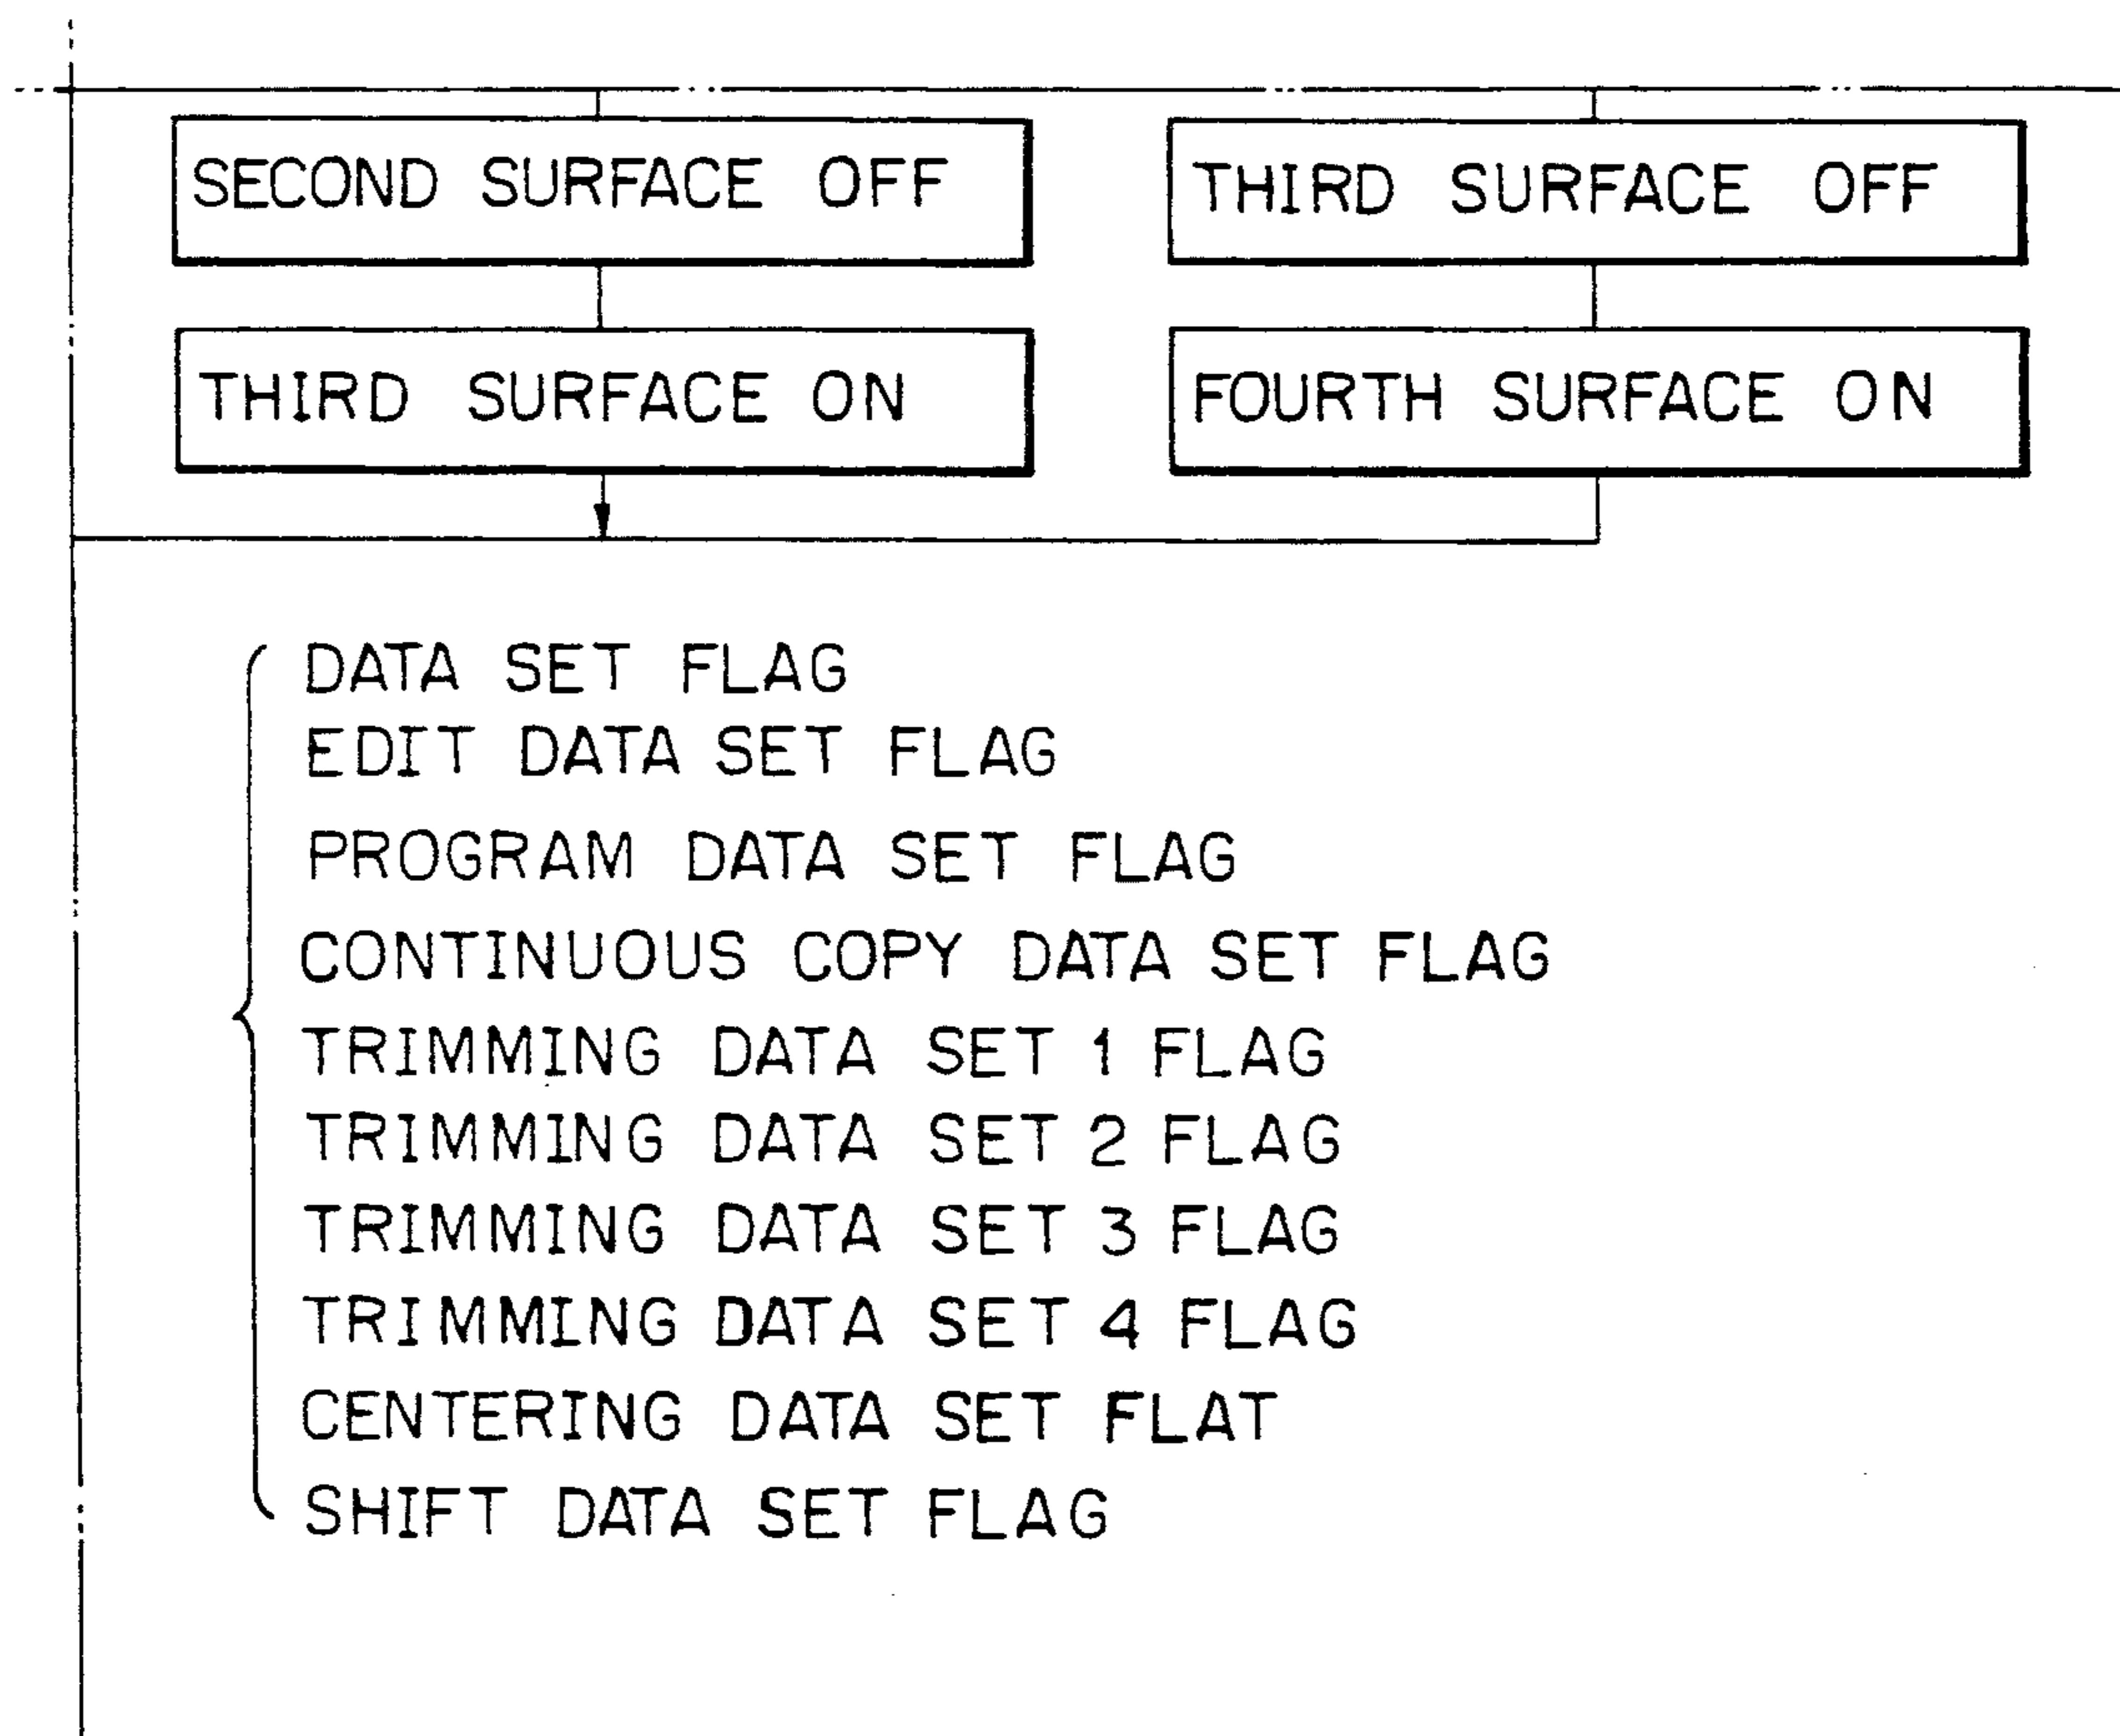 SECOND SURFACE OFF
THIRD SURFACE OFF
THIRD SURFACE ON
FOURTH SURFACE ON
DATA SET FLAG
EDIT DATA SET FLAG
PROGRAM DATA SET FLAG
CONTINUOUS COPY DATA SET FLAG
TRIMMING DATA SET 1 FLAG
TRIMMING DATA SET 2 FLAG
TRIMMING DATA SET 3 FLAG
TRIMMING DATA SET 4 FLAG
CENTERING DATA SET FLAT
SHIFT DATA SET FLAG